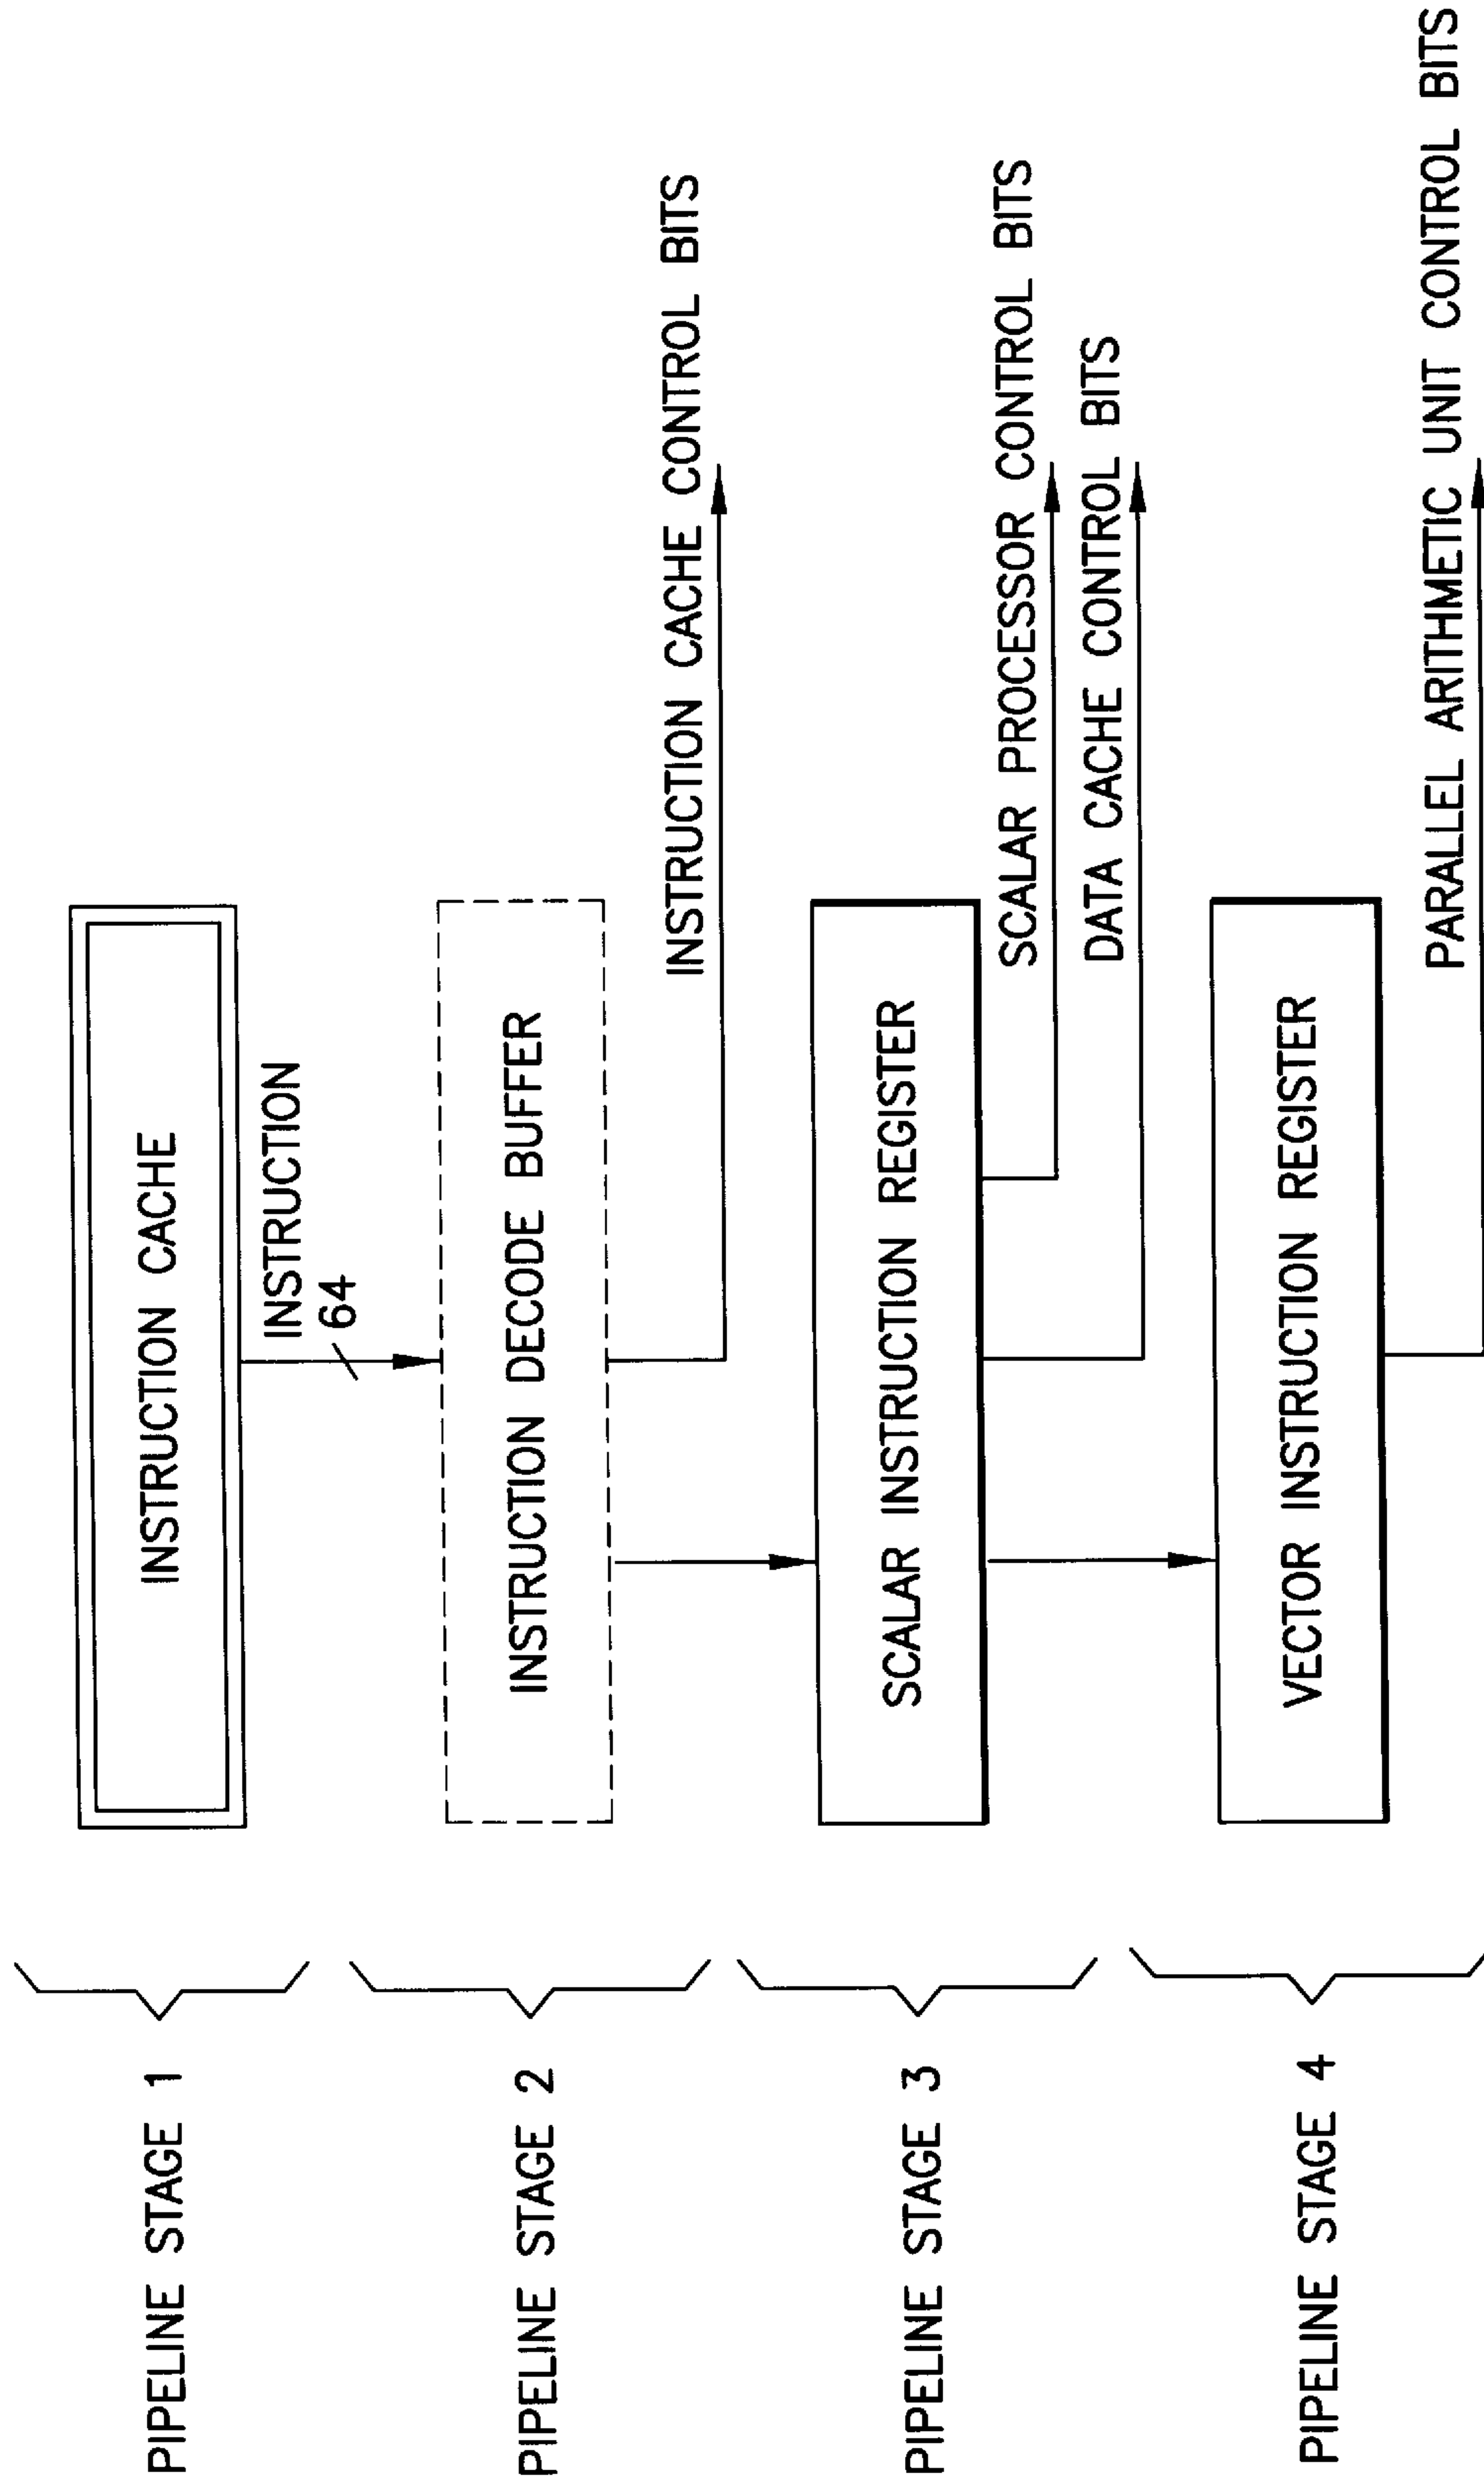 PIPELINE STAGE 1
INSTRUCTION CACHE
INSTRUCTION
64
PIPELINE STAGE 2
INSTRUCTION DECODE BUFFER
INSTRUCTION CACHE CONTROL BITS
PIPELINE STAGE 3
SCALAR INSTRUCTION REGISTER
SCALAR PROCESSOR CONTROL BITS
DATA CACHE CONTROL BITS
PIPELINE STAGE 4
VECTOR INSTRUCTION REGISTER
PARALLEL ARITHMETIC UNIT CONTROL BITS